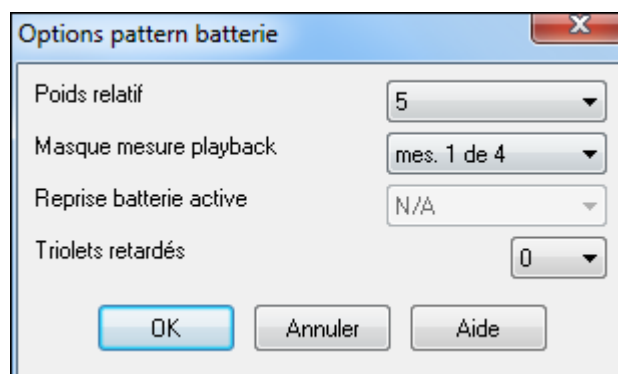 Options pattern batterie
Poids relatif 5
Masque mesure playback mes. 1 de 4
Reprise batterie active N/A
Triolets retardés 0
OK Annuler Aide